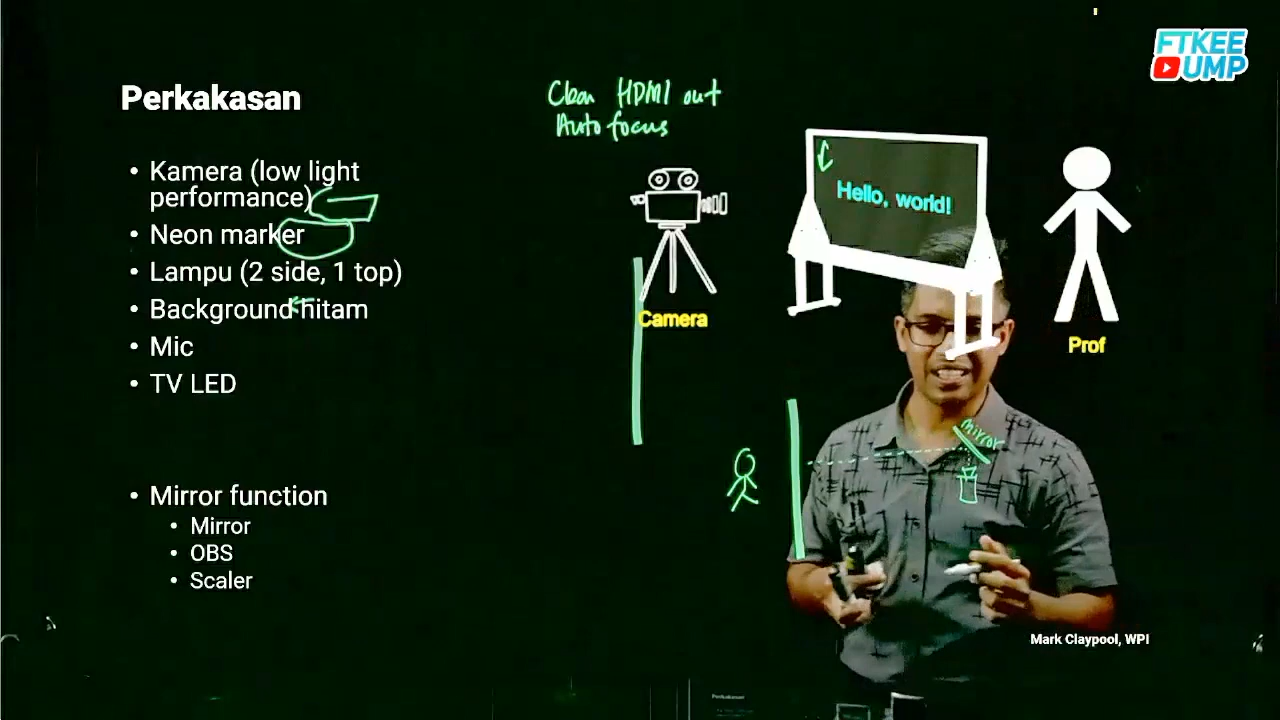 FTKEE
UMP
Perkakasan
Clean HDMI out
Auto focus
• Kamera (low light
performance)
• Neon marker
• Lampu (2 side, 1 top)
• Background hitam
• Mic
• TV LED
Hello, world!
Camera
Prof
mirror
• Mirror function
• Mirror
• OBS
• Scaler
Mark Claypool, WPI
Perkakasan